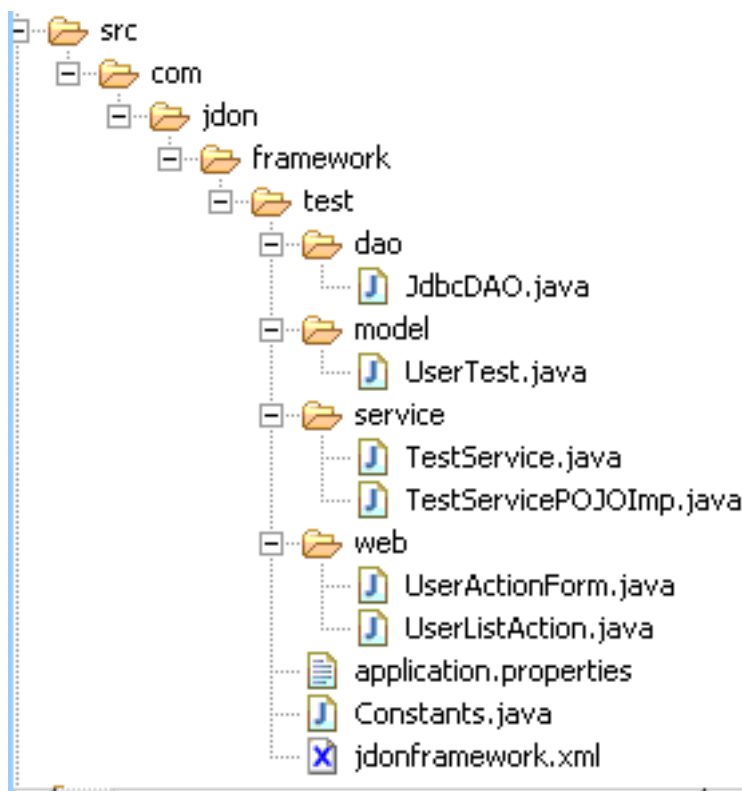 src
com
jdon
framework
test
dao
JdbcDAO.java
model
UserTest.java
service
TestService.java
TestServicePOJOImp.java
web
UserActionForm.java
UserListAction.java
application.properties
Constants.java
jdonframework.xml